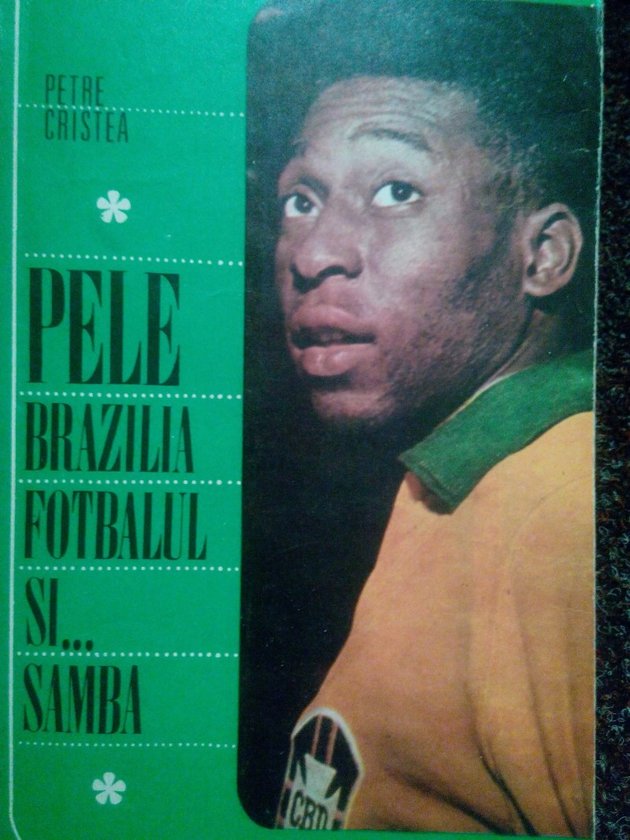 PETRE
CRISTEA
PELE
BRAZILIA
FOTBALUL
SI...
SAMBA
CBD